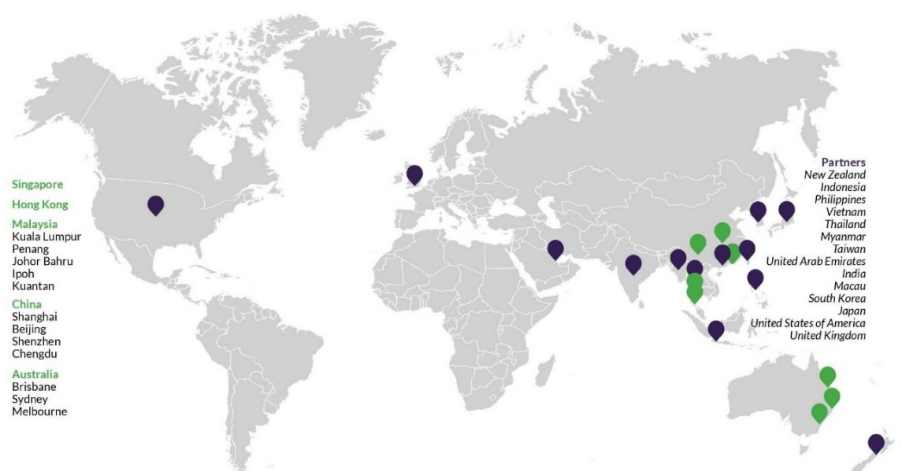 Singapore
Hong Kong
Malaysia
Kuala Lumpur
Penang
Johor Bahru
Ipoh
Kuantan
China
Shanghai
Beijing
Shenzhen
Chengdu
Australia
Brisbane
Sydney
Melbourne
Partners
New Zealand
Indonesia
Philippines
Vietnam
Thailand
Myanmar
Taiwan
United Arab Emirates
India
Macau
South Korea
Japan
United States of America
United Kingdom